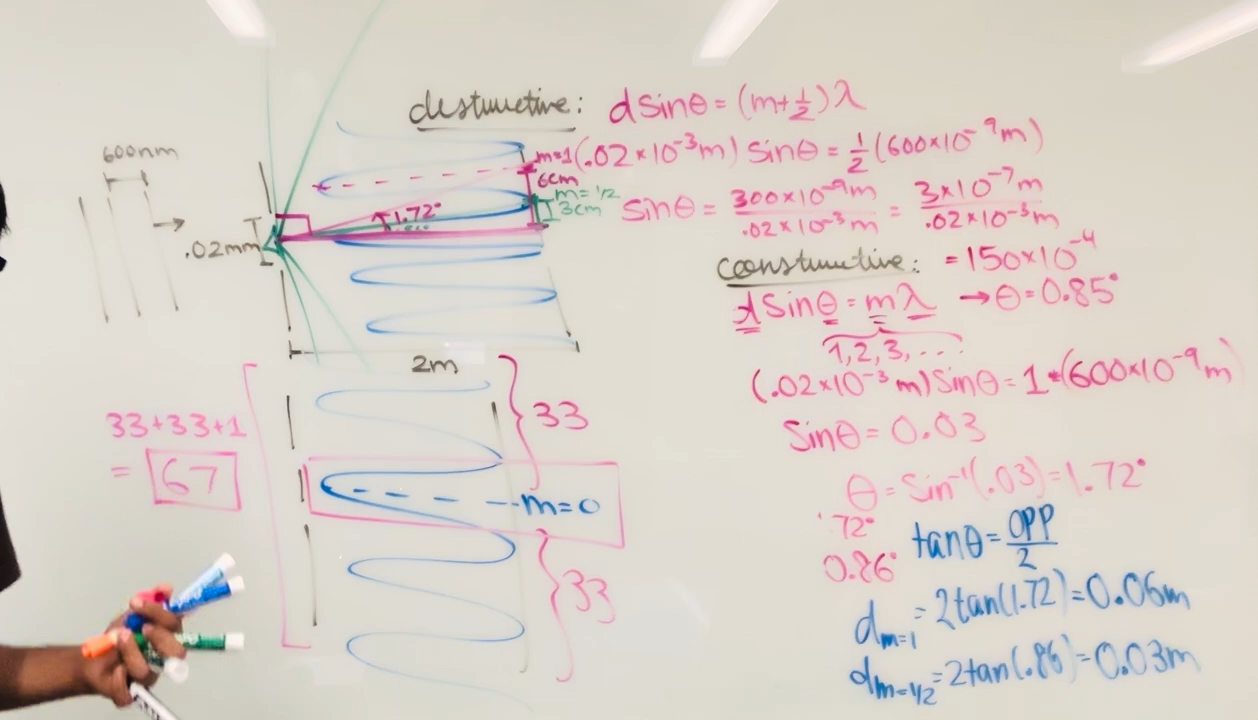 destructive: dsinθ=(m+½)λ
600nm
m=1 (.02×10⁻³m) sinθ=½(600×10⁻⁹m)
6cm
m=½
3cm
1.72°
sinθ= 300×10⁻⁹m/.02×10⁻³m = 3×10⁻⁷m/.02×10⁻³m
.02mm
constructive: =150×10⁻⁴
dsinθ=mλ →θ=0.85°
1,2,3,...
2m
(.02×10⁻³m)sinθ=1•(600×10⁻⁹m)
33
33+33+1
sinθ=0.03
=67
θ=sin⁻¹(.03)=1.72°
m=0
72°
tanθ=OPP/2
0.86°
33
d m=1 =2tan(1.72)=0.06m
d m=1/2 =2tan(.86)=0.03m